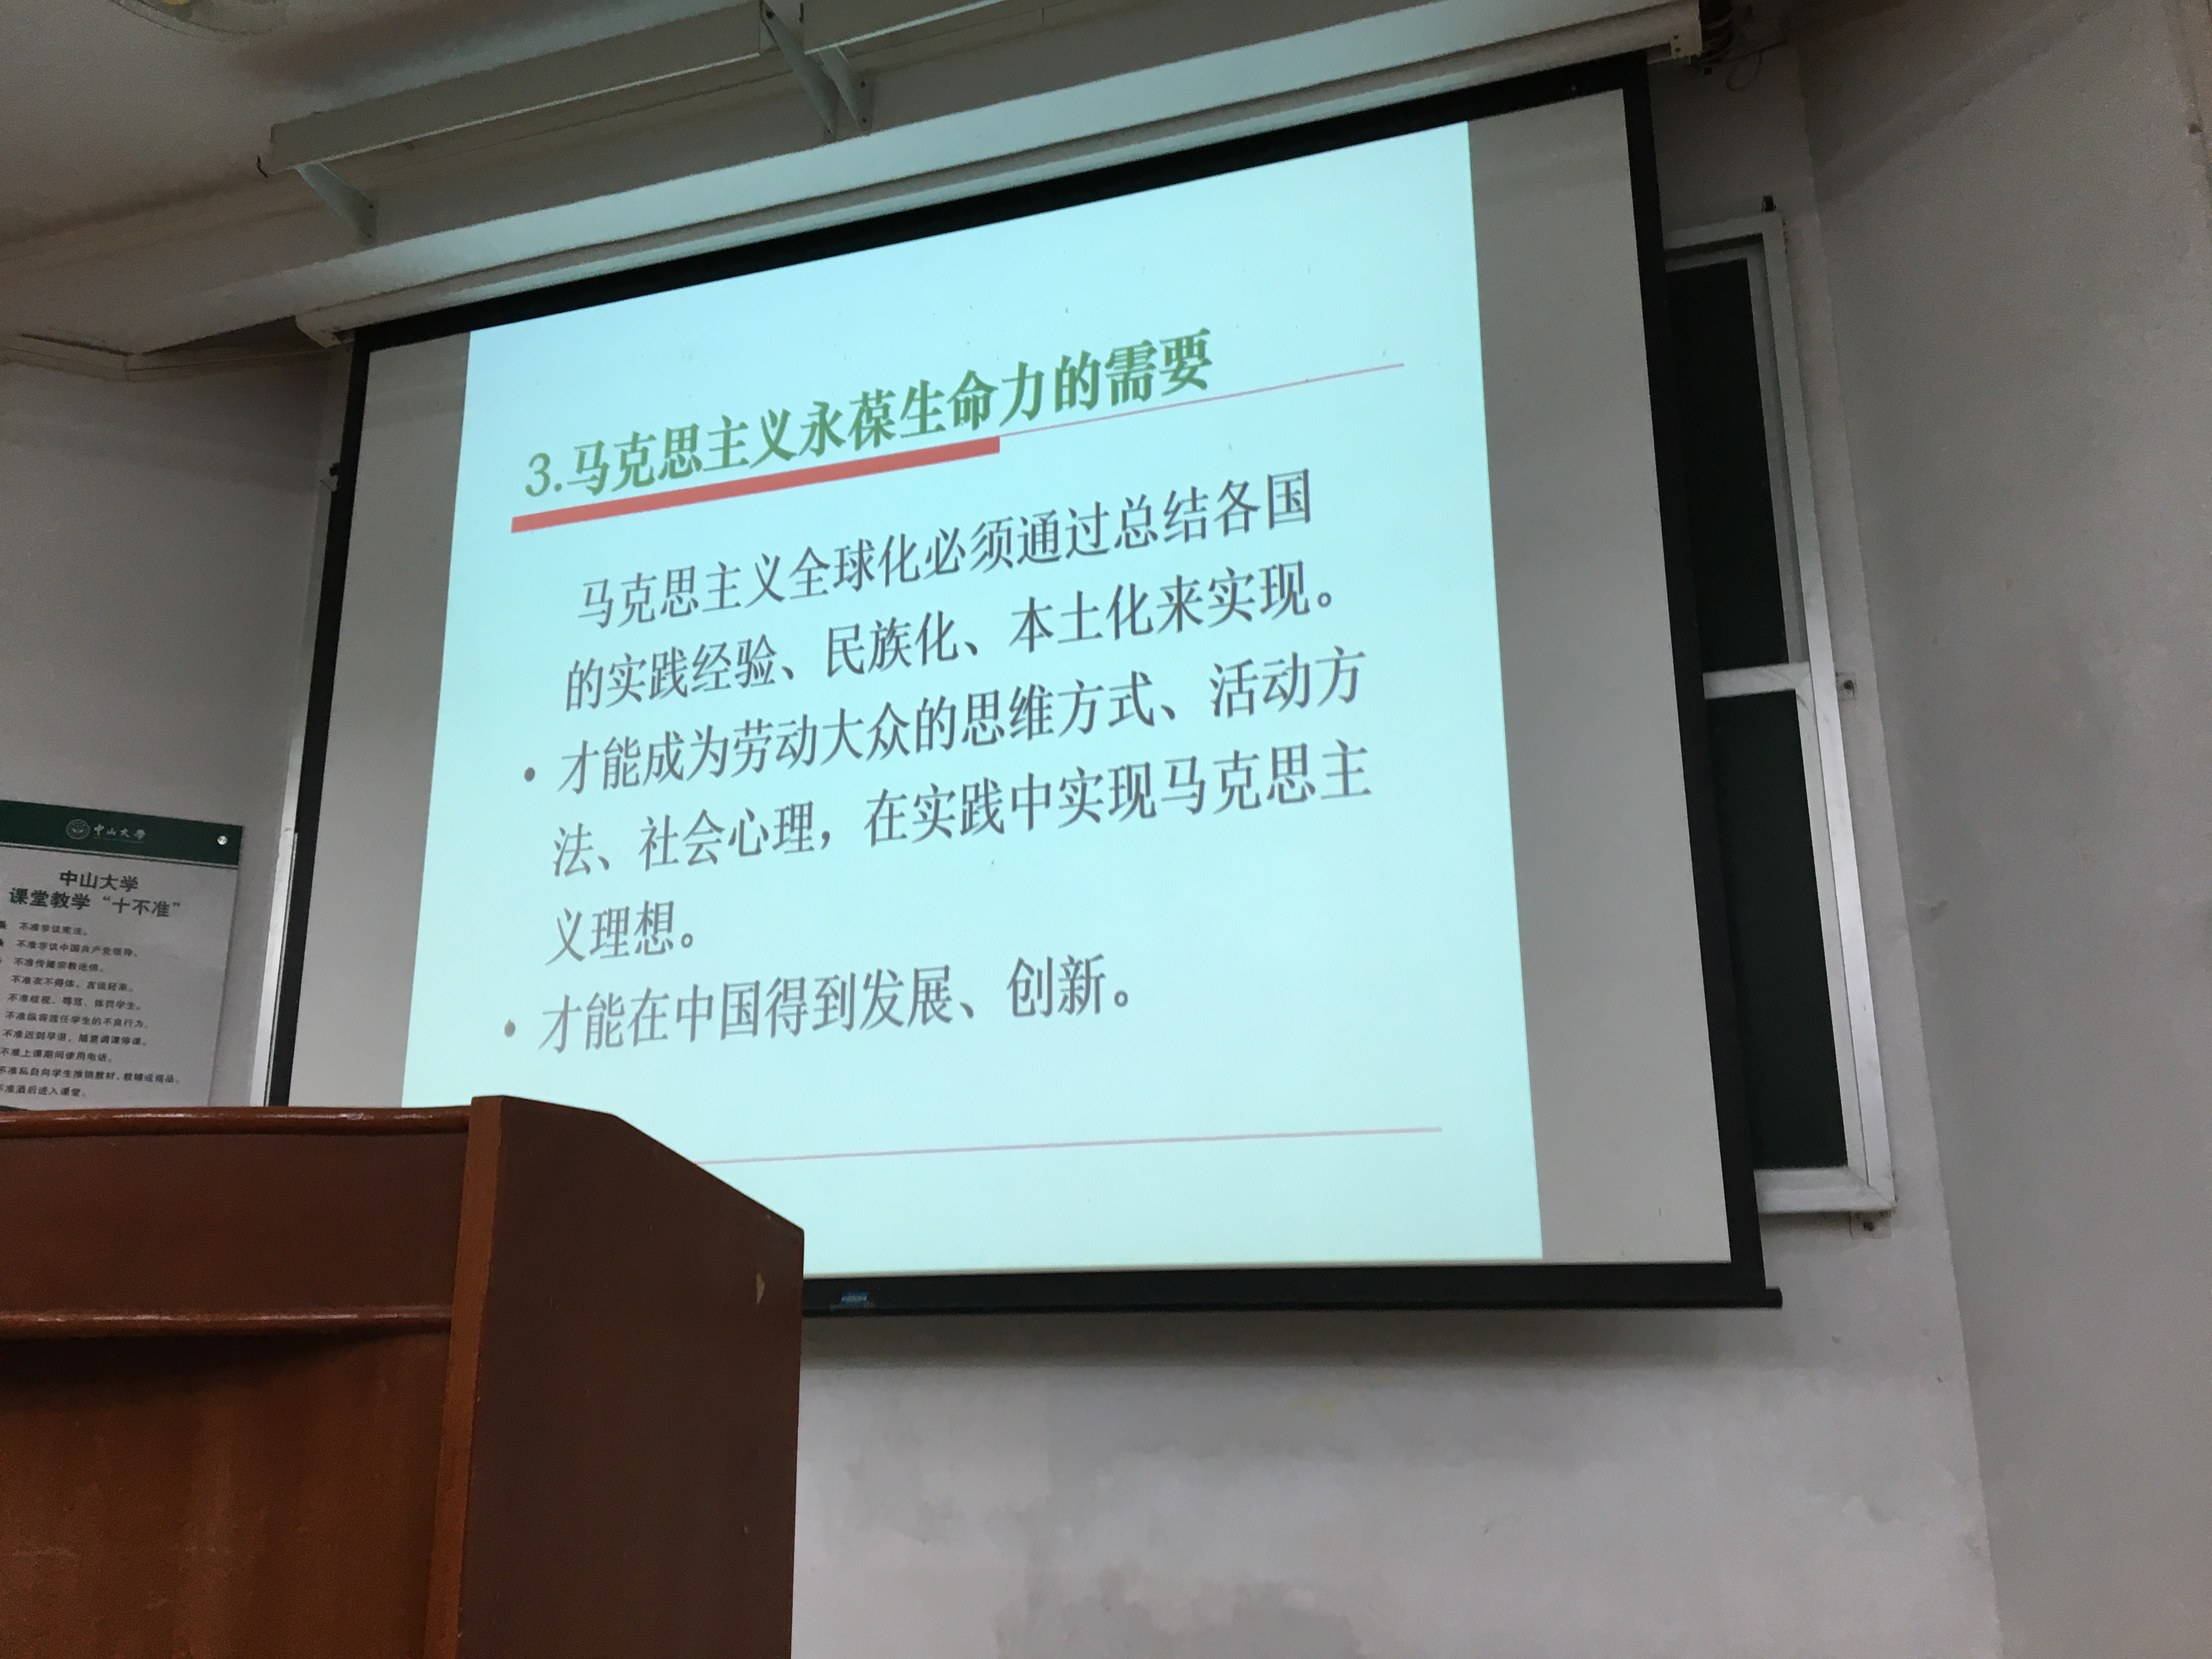 3.马克思主义永葆生命力的需要
马克思主义全球化必须通过总结各国
的实践经验、民族化、本土化来实现。
• 才能成为劳动大众的思维方式、活动方
法、社会心理，在实践中实现马克思主
义理想。
• 才能在中国得到发展、创新。
中山大学
中山大学
课堂教学“十不准”
不准非议宪法。
不准非议中国共产党领导。
不准传播宗教迷信。
不准衣不得体、言谈轻率。
不准歧视、辱骂、体罚学生。
不准纵容放任学生的不良行为。
不准迟到早退，随意调课停课。
不准上课期间使用电话。
不准私自向学生推销教材、教辅或商品。
不准酒后进入课堂。